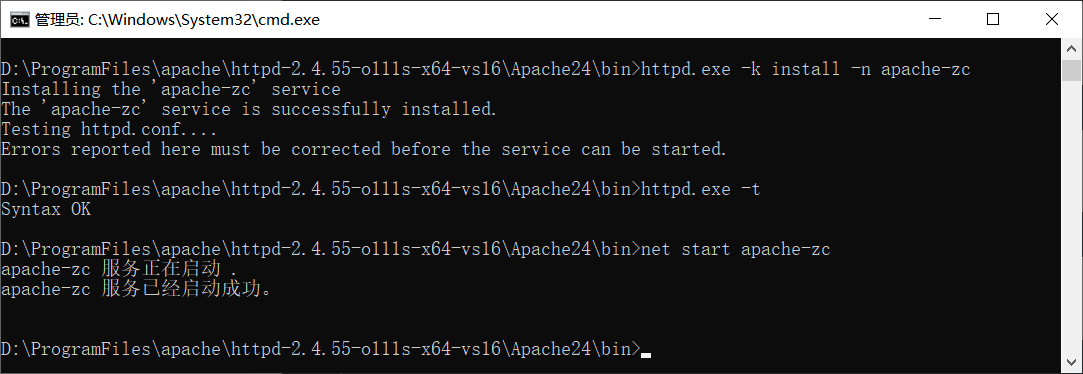 管理员: C:\Windows\System32\cmd.exe
D:\ProgramFiles\apache\httpd-2.4.55-o111s-x64-vs16\Apache24\bin>httpd.exe -k install -n apache-zc
Installing the 'apache-zc' service
The 'apache-zc' service is successfully installed.
Testing httpd.conf....
Errors reported here must be corrected before the service can be started.
D:\ProgramFiles\apache\httpd-2.4.55-o111s-x64-vs16\Apache24\bin>httpd.exe -t
Syntax OK
D:\ProgramFiles\apache\httpd-2.4.55-o111s-x64-vs16\Apache24\bin>net start apache-zc
apache-zc 服务正在启动 .
apache-zc 服务已经启动成功。
D:\ProgramFiles\apache\httpd-2.4.55-o111s-x64-vs16\Apache24\bin>